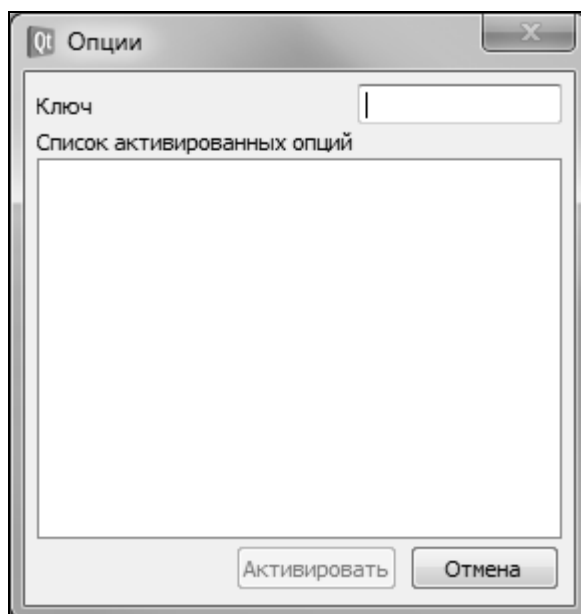 Qt Опции
Ключ
Список активированных опций
Активировать Отмена